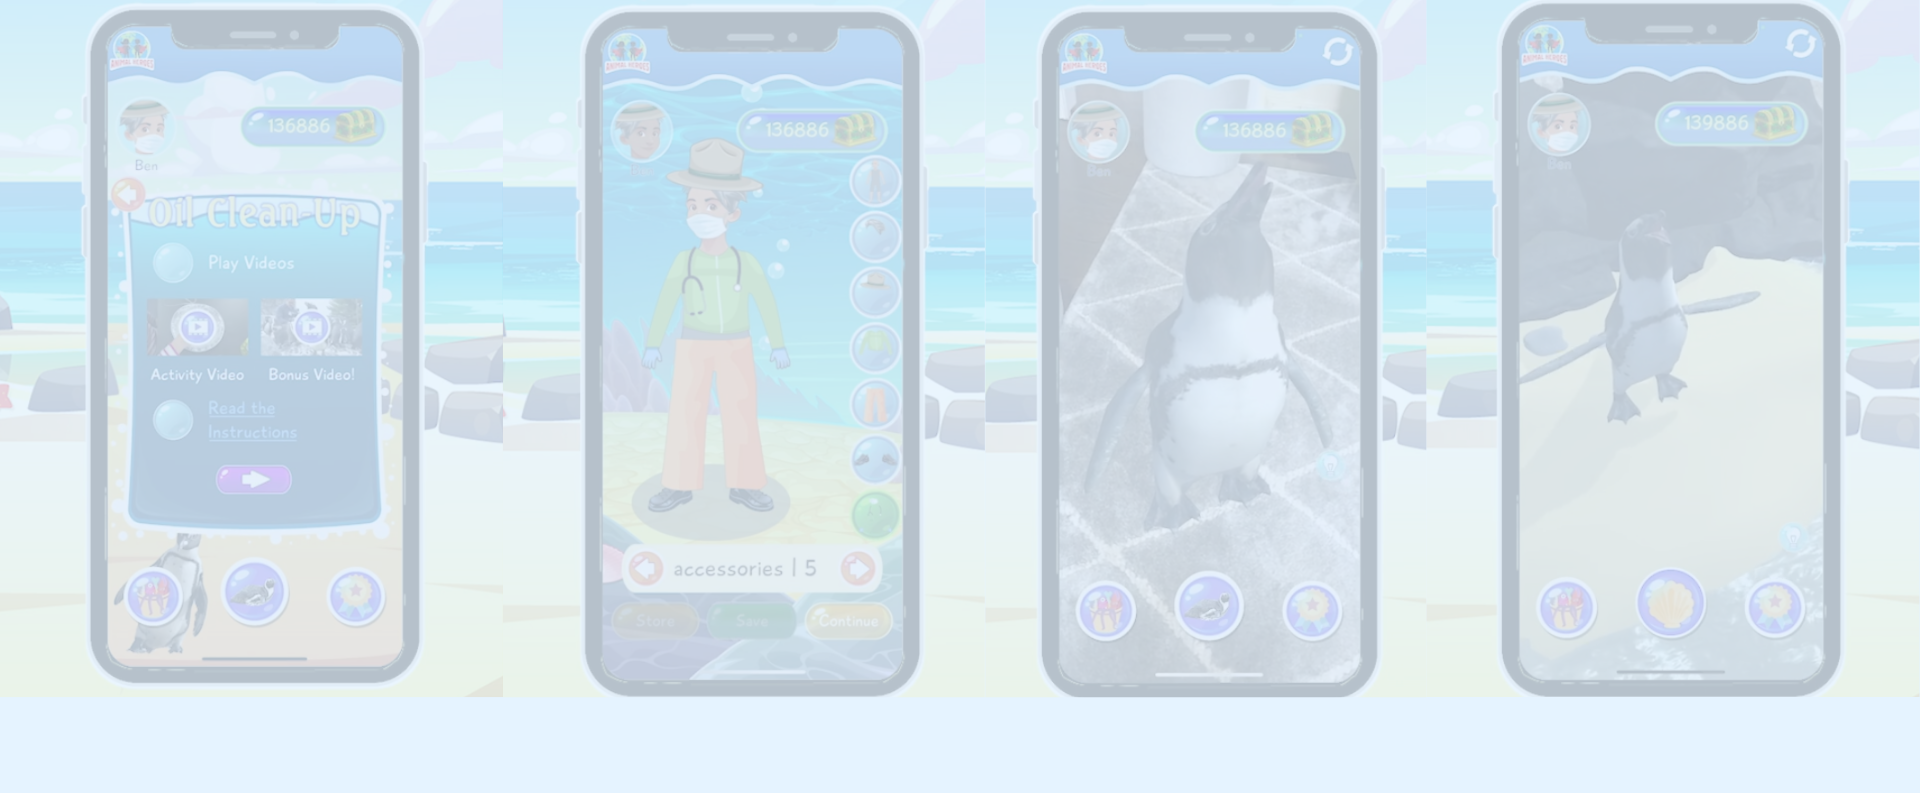 ANIMAL HEROES
136886
Ben
Oil Clean-Up
Play Videos
Activity Video
Bonus Video!
Read the
Instructions
ANIMAL HEROES
136886
Ben
accessories | 5
Store
Save
Continue
ANIMAL HEROES
136886
Ben
ANIMAL HEROES
139886
Ben